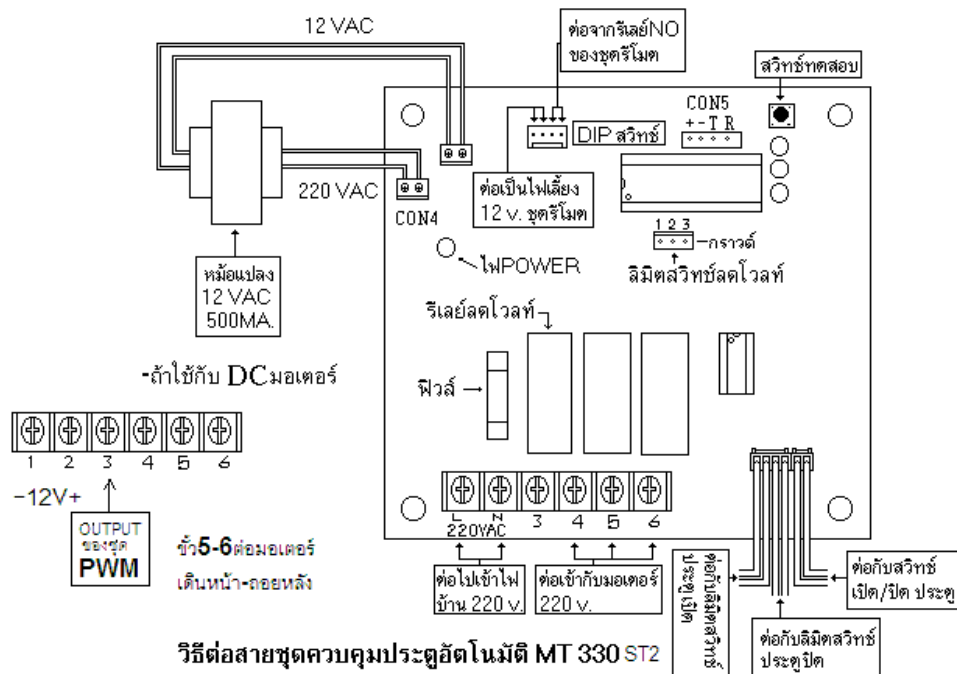 12 VAC
ต่อจากรีเลย์NO
ของชุดรีโมต
สวิทช์ทดสอบ
CON5
+-T R
DIP สวิทช์
220 VAC
CON4
ต่อเป็นไฟเลี้ยง
12 v. ชุดรีโมต
1 2 3
กราวด์
ลิมิตสวิทช์ลดโวลท์
ไฟPOWER
หม้อแปลง
12 VAC
500MA.
รีเลย์ลดโวลท์
-ถ้าใช้กับ DCมอเตอร์
ฟิวส์
1 2 3 4 5 6
-12V+
OUTPUT
ของชุด
PWM
ขั้ว5-6ต่อมอเตอร์
เดินหน้า-ถอยหลัง
L N 3 4 5 6
220VAC
ต่อไปเข้าไฟ
บ้าน 220 v.
ต่อเข้ากับมอเตอร์
220 v.
ต่อกับลิมิตสวิทช์
ประตูเปิด
ต่อกับสวิทช์
เปิด/ปิด ประตู
ต่อกับลิมิตสวิทช์
ประตูปิด
วิธีต่อสายชุดควบคุมประตูอัตโนมัติ MT 330 ST2